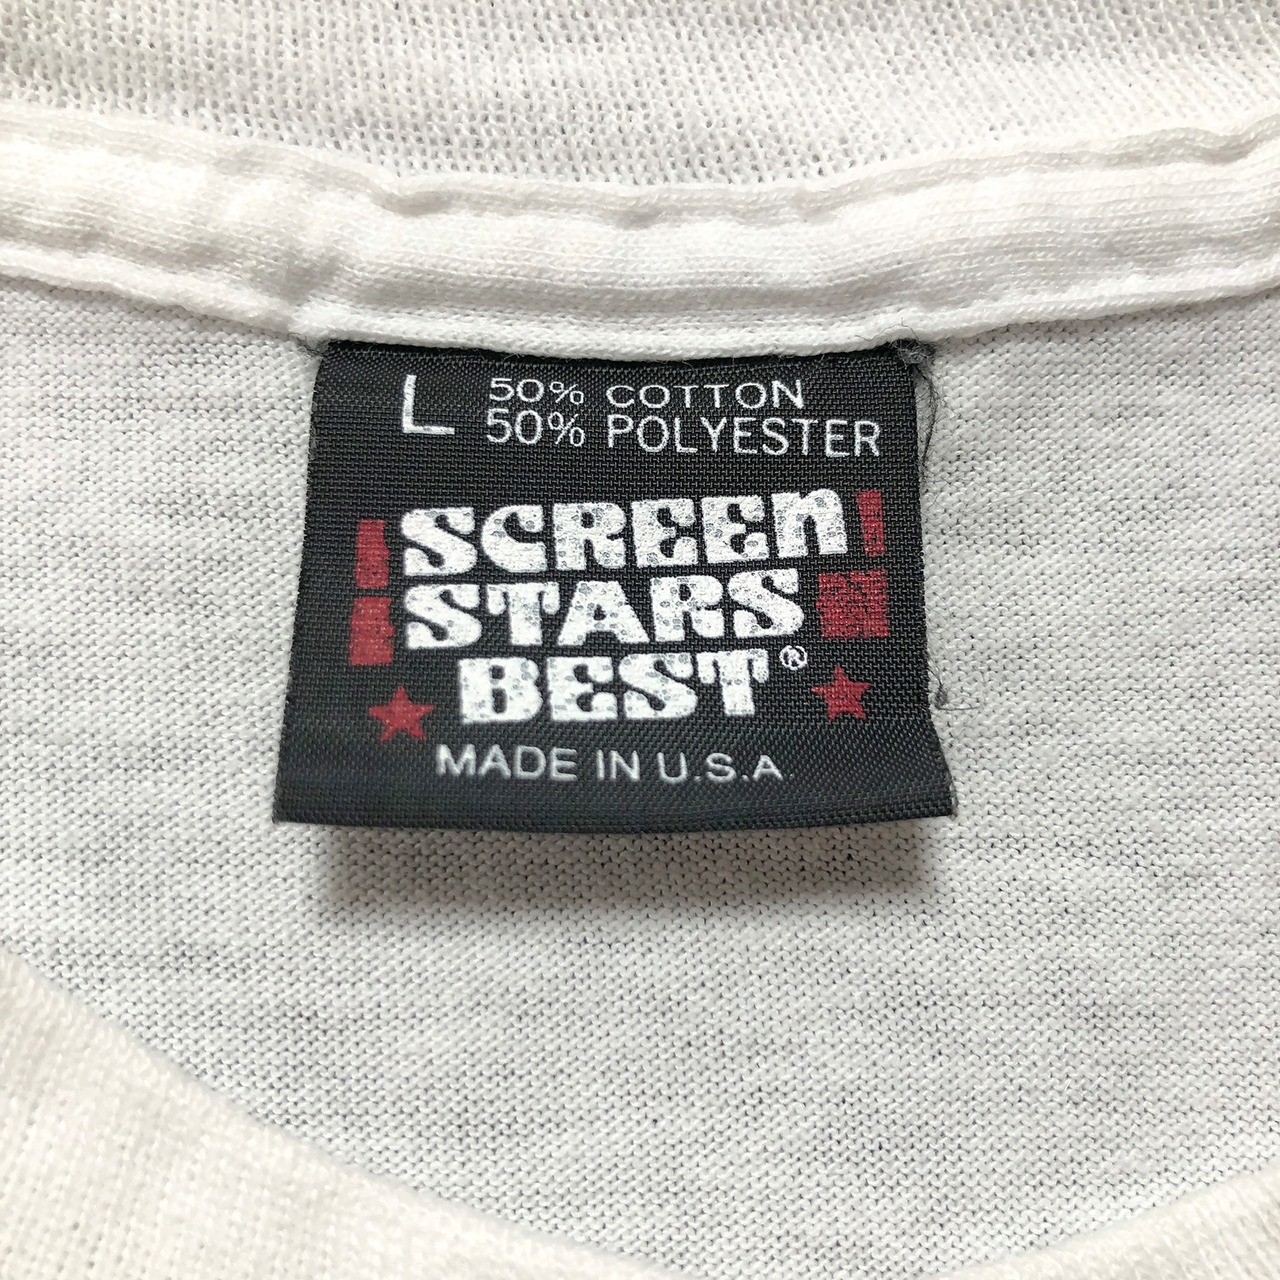 L 50% COTTON
50% POLYESTER
SCREEN
STARS
BEST®
MADE IN U.S.A.